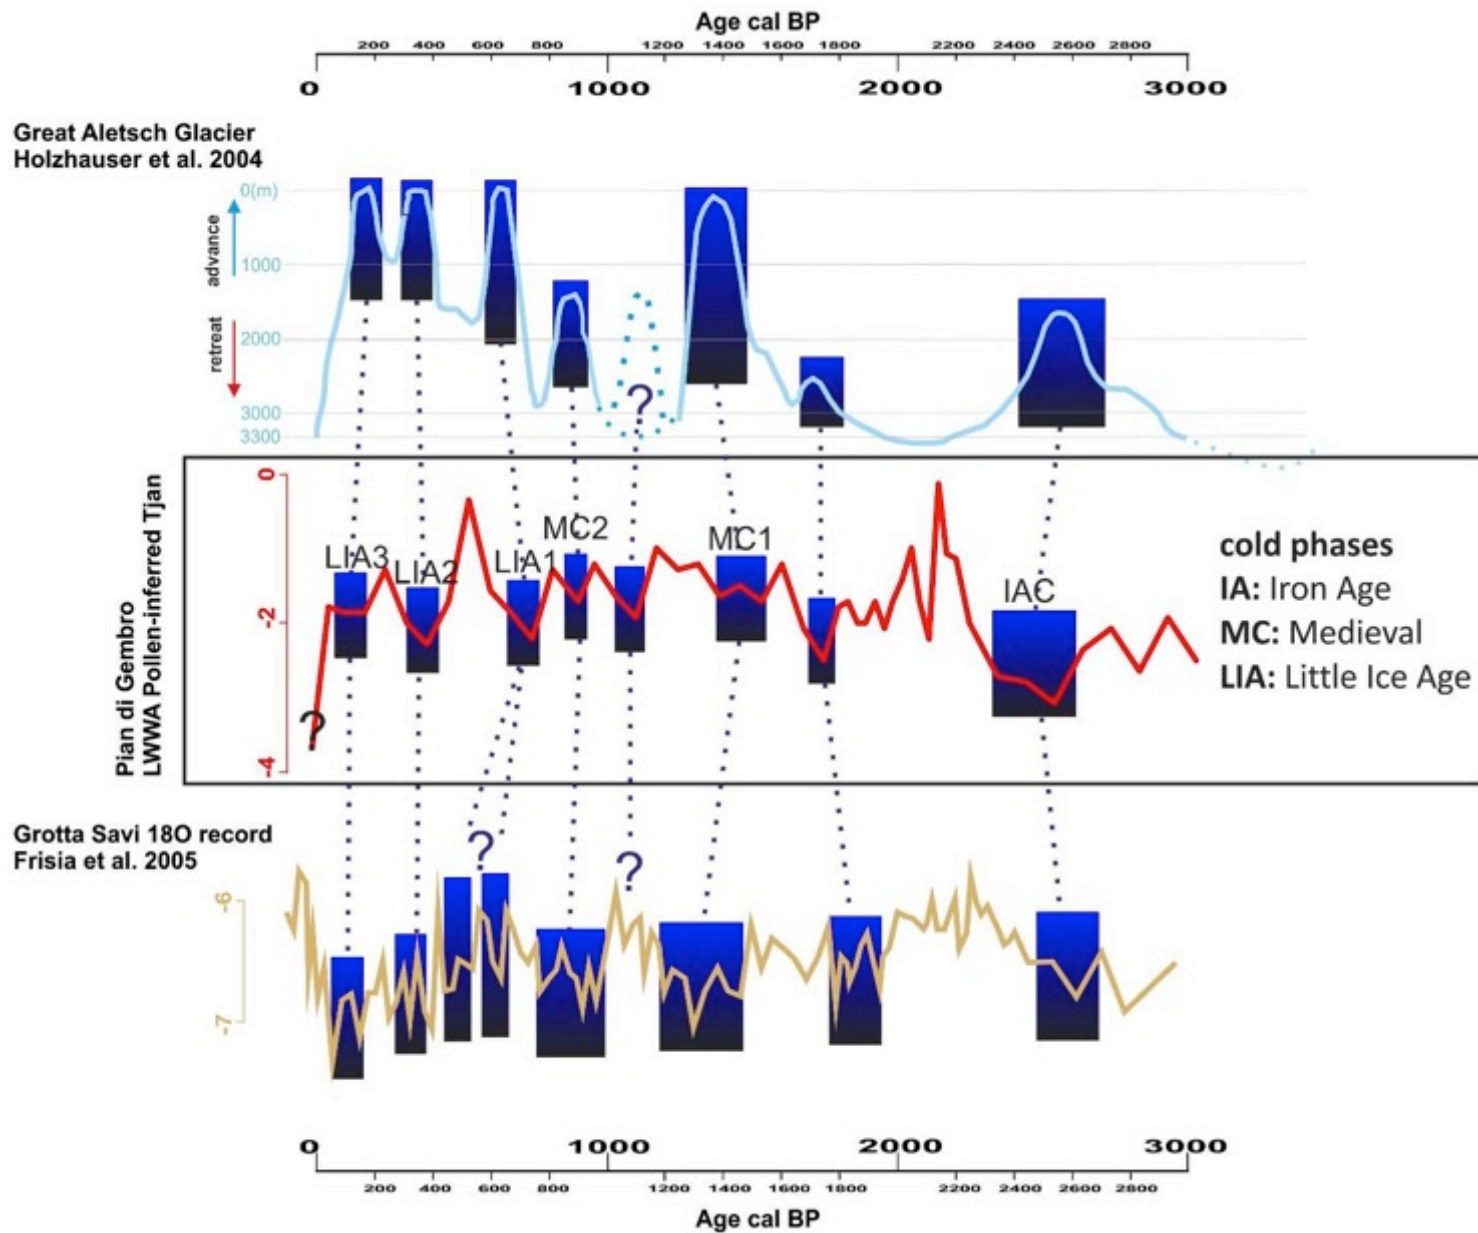 Age cal BP
200 400 600 800 1200 1400 1600 1800 2200 2400 2600 2800
0 1000 2000 3000
Great Aletsch Glacier
Holzhauser et al. 2004
0(m)
advance
1000
retreat
2000
3000
3300
?
Pian di Gembro
LWWA Pollen-inferred Tjan
0
-2
-4
LIA3
LIA2
LIA1
MC2
MC1
IAC
?
cold phases
IA: Iron Age
MC: Medieval
LIA: Little Ice Age
Grotta Savi 18O record
Frisia et al. 2005
?
?
-6
-7
0 1000 2000 3000
200 400 600 800 1200 1400 1600 1800 2200 2400 2600 2800
Age cal BP